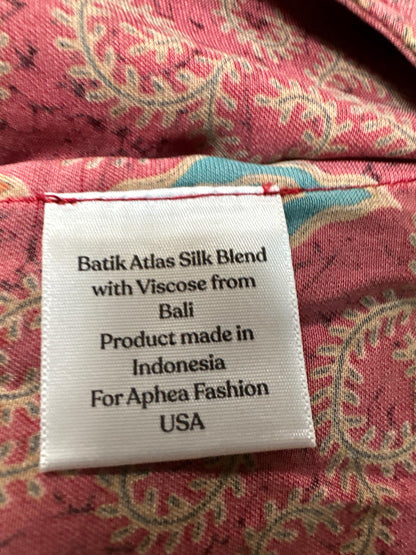 Batik Atlas Silk Blend
with Viscose from
Bali
Product made in
Indonesia
For Aphea Fashion
USA